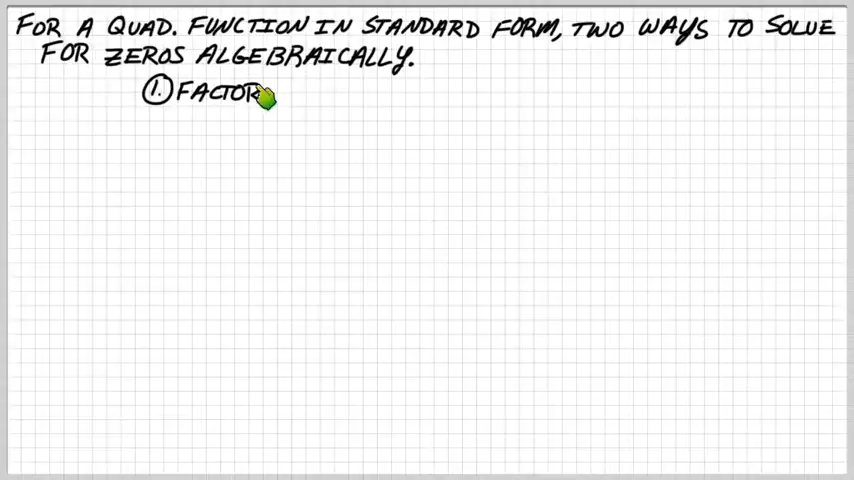 FOR A QUAD. FUNCTION IN STANDARD FORM, TWO WAYS TO SOLVE
FOR ZEROS ALGEBRAICALLY.
1. FACTOR